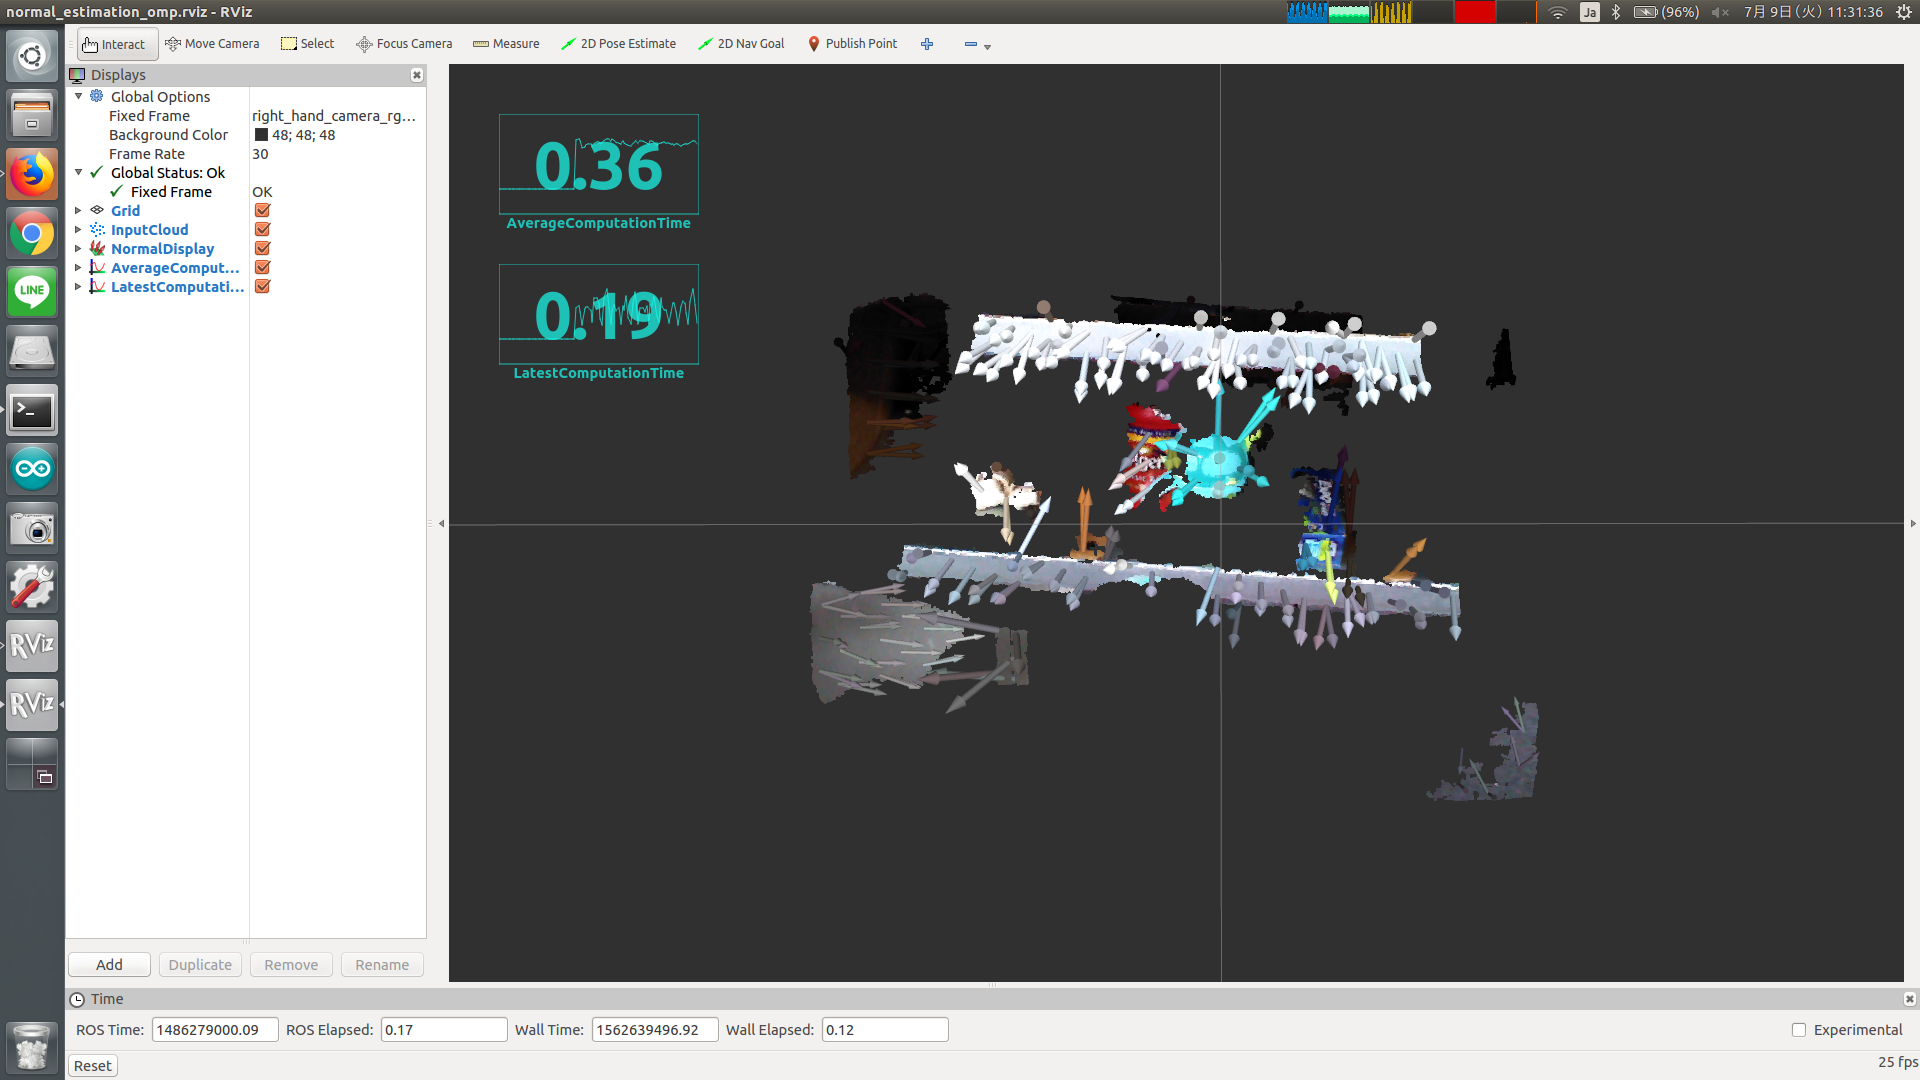 normal_estimation_omp.rviz - RViz
Ja
(96%)
7月 9日(火) 11:31:36
Interact
Move Camera
Select
Focus Camera
Measure
2D Pose Estimate
2D Nav Goal
Publish Point
Displays
Global Options
Fixed Frame
right_hand_camera_rg...
Background Color
48; 48; 48
Frame Rate
30
Global Status: Ok
Fixed Frame
OK
Grid
InputCloud
NormalDisplay
AverageComput...
LatestComputati...
0.36
AverageComputationTime
0.19
LatestComputationTime
LINE
RViz
RViz
Add
Duplicate
Remove
Rename
Time
ROS Time:
1486279000.09
ROS Elapsed:
0.17
Wall Time:
1562639496.92
Wall Elapsed:
0.12
Experimental
Reset
25 fps